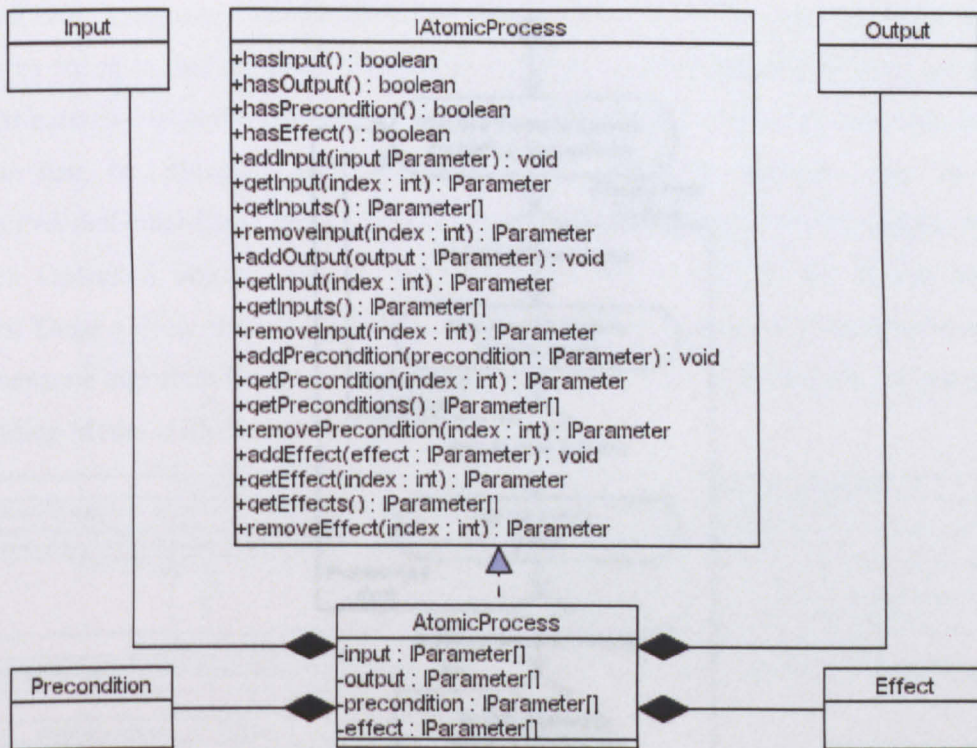 Input
IAtomicProcess
Output
+hasInput() : boolean
+hasOutput() : boolean
+hasPrecondition() : boolean
+hasEffect() : boolean
+addInput(input IParameter) : void
+getInput(index : int) : IParameter
+getInputs() : IParameter[]
+removeInput(index : int) : IParameter
+addOutput(output : IParameter) : void
+getInput(index : int) : IParameter
+getInputs() : IParameter[]
+removeInput(index : int) : IParameter
+addPrecondition(precondition : IParameter) : void
+getPrecondition(index : int) : IParameter
+getPreconditions() : IParameter[]
+removePrecondition(index : int) : IParameter
+addEffect(effect : IParameter) : void
+getEffect(index : int) : IParameter
+getEffects() : IParameter[]
+removeEffect(index : int) : IParameter
AtomicProcess
-input : IParameter[]
-output : IParameter[]
-precondition : IParameter[]
-effect : IParameter[]
Precondition
Effect